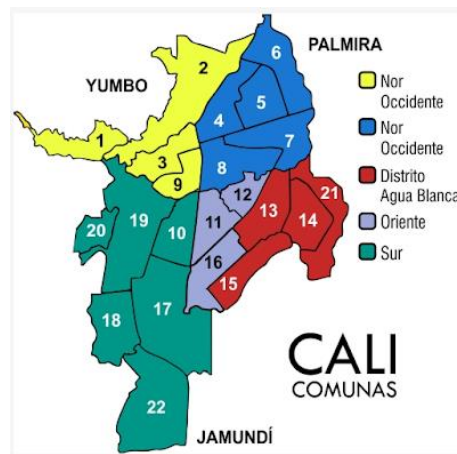 PALMIRA
YUMBO
6
2
5
4
7
1
3
8
9
12
21
13
14
11
19
10
20
16
15
17
18
22
Nor
Occidente
Nor
Occidente
Distrito
Agua Blanca
Oriente
Sur
CALI
COMUNAS
JAMUNDÍ